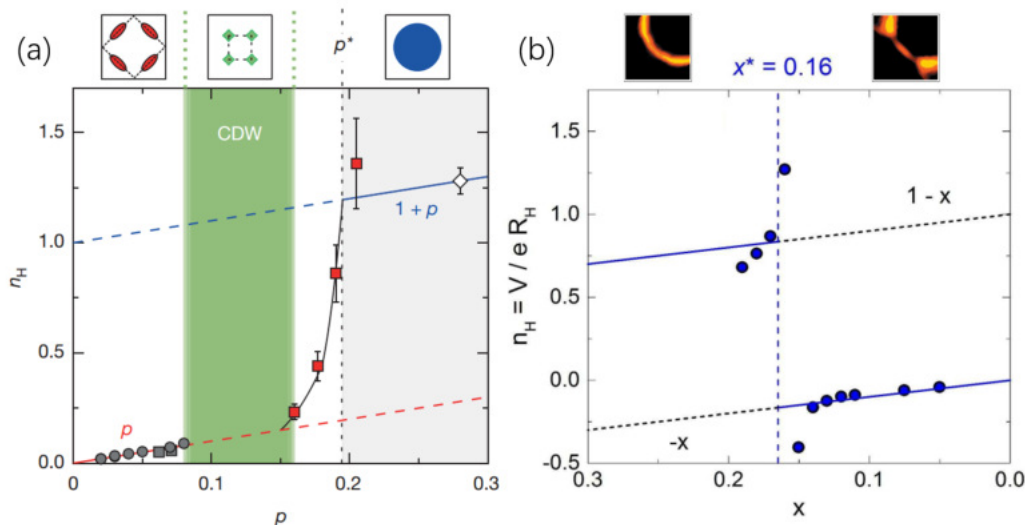 (a)
p*
CDW
1 + p
p
n_H
1.5
1.0
0.5
0.0
0
0.1
0.2
0.3
p
(b)
x* = 0.16
1 - x
-x
n_H = V / e R_H
1.5
1.0
0.5
0.0
-0.5
0.3
0.2
0.1
0.0
x